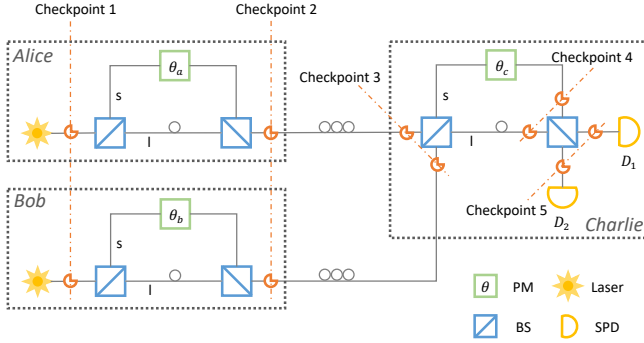 Checkpoint 1
Checkpoint 2
Alice
θa
s
l
Checkpoint 3
θc
Checkpoint 4
s
l
D1
D2
Checkpoint 5
Charlie
Bob
θb
s
l
θ PM
Laser
BS
SPD